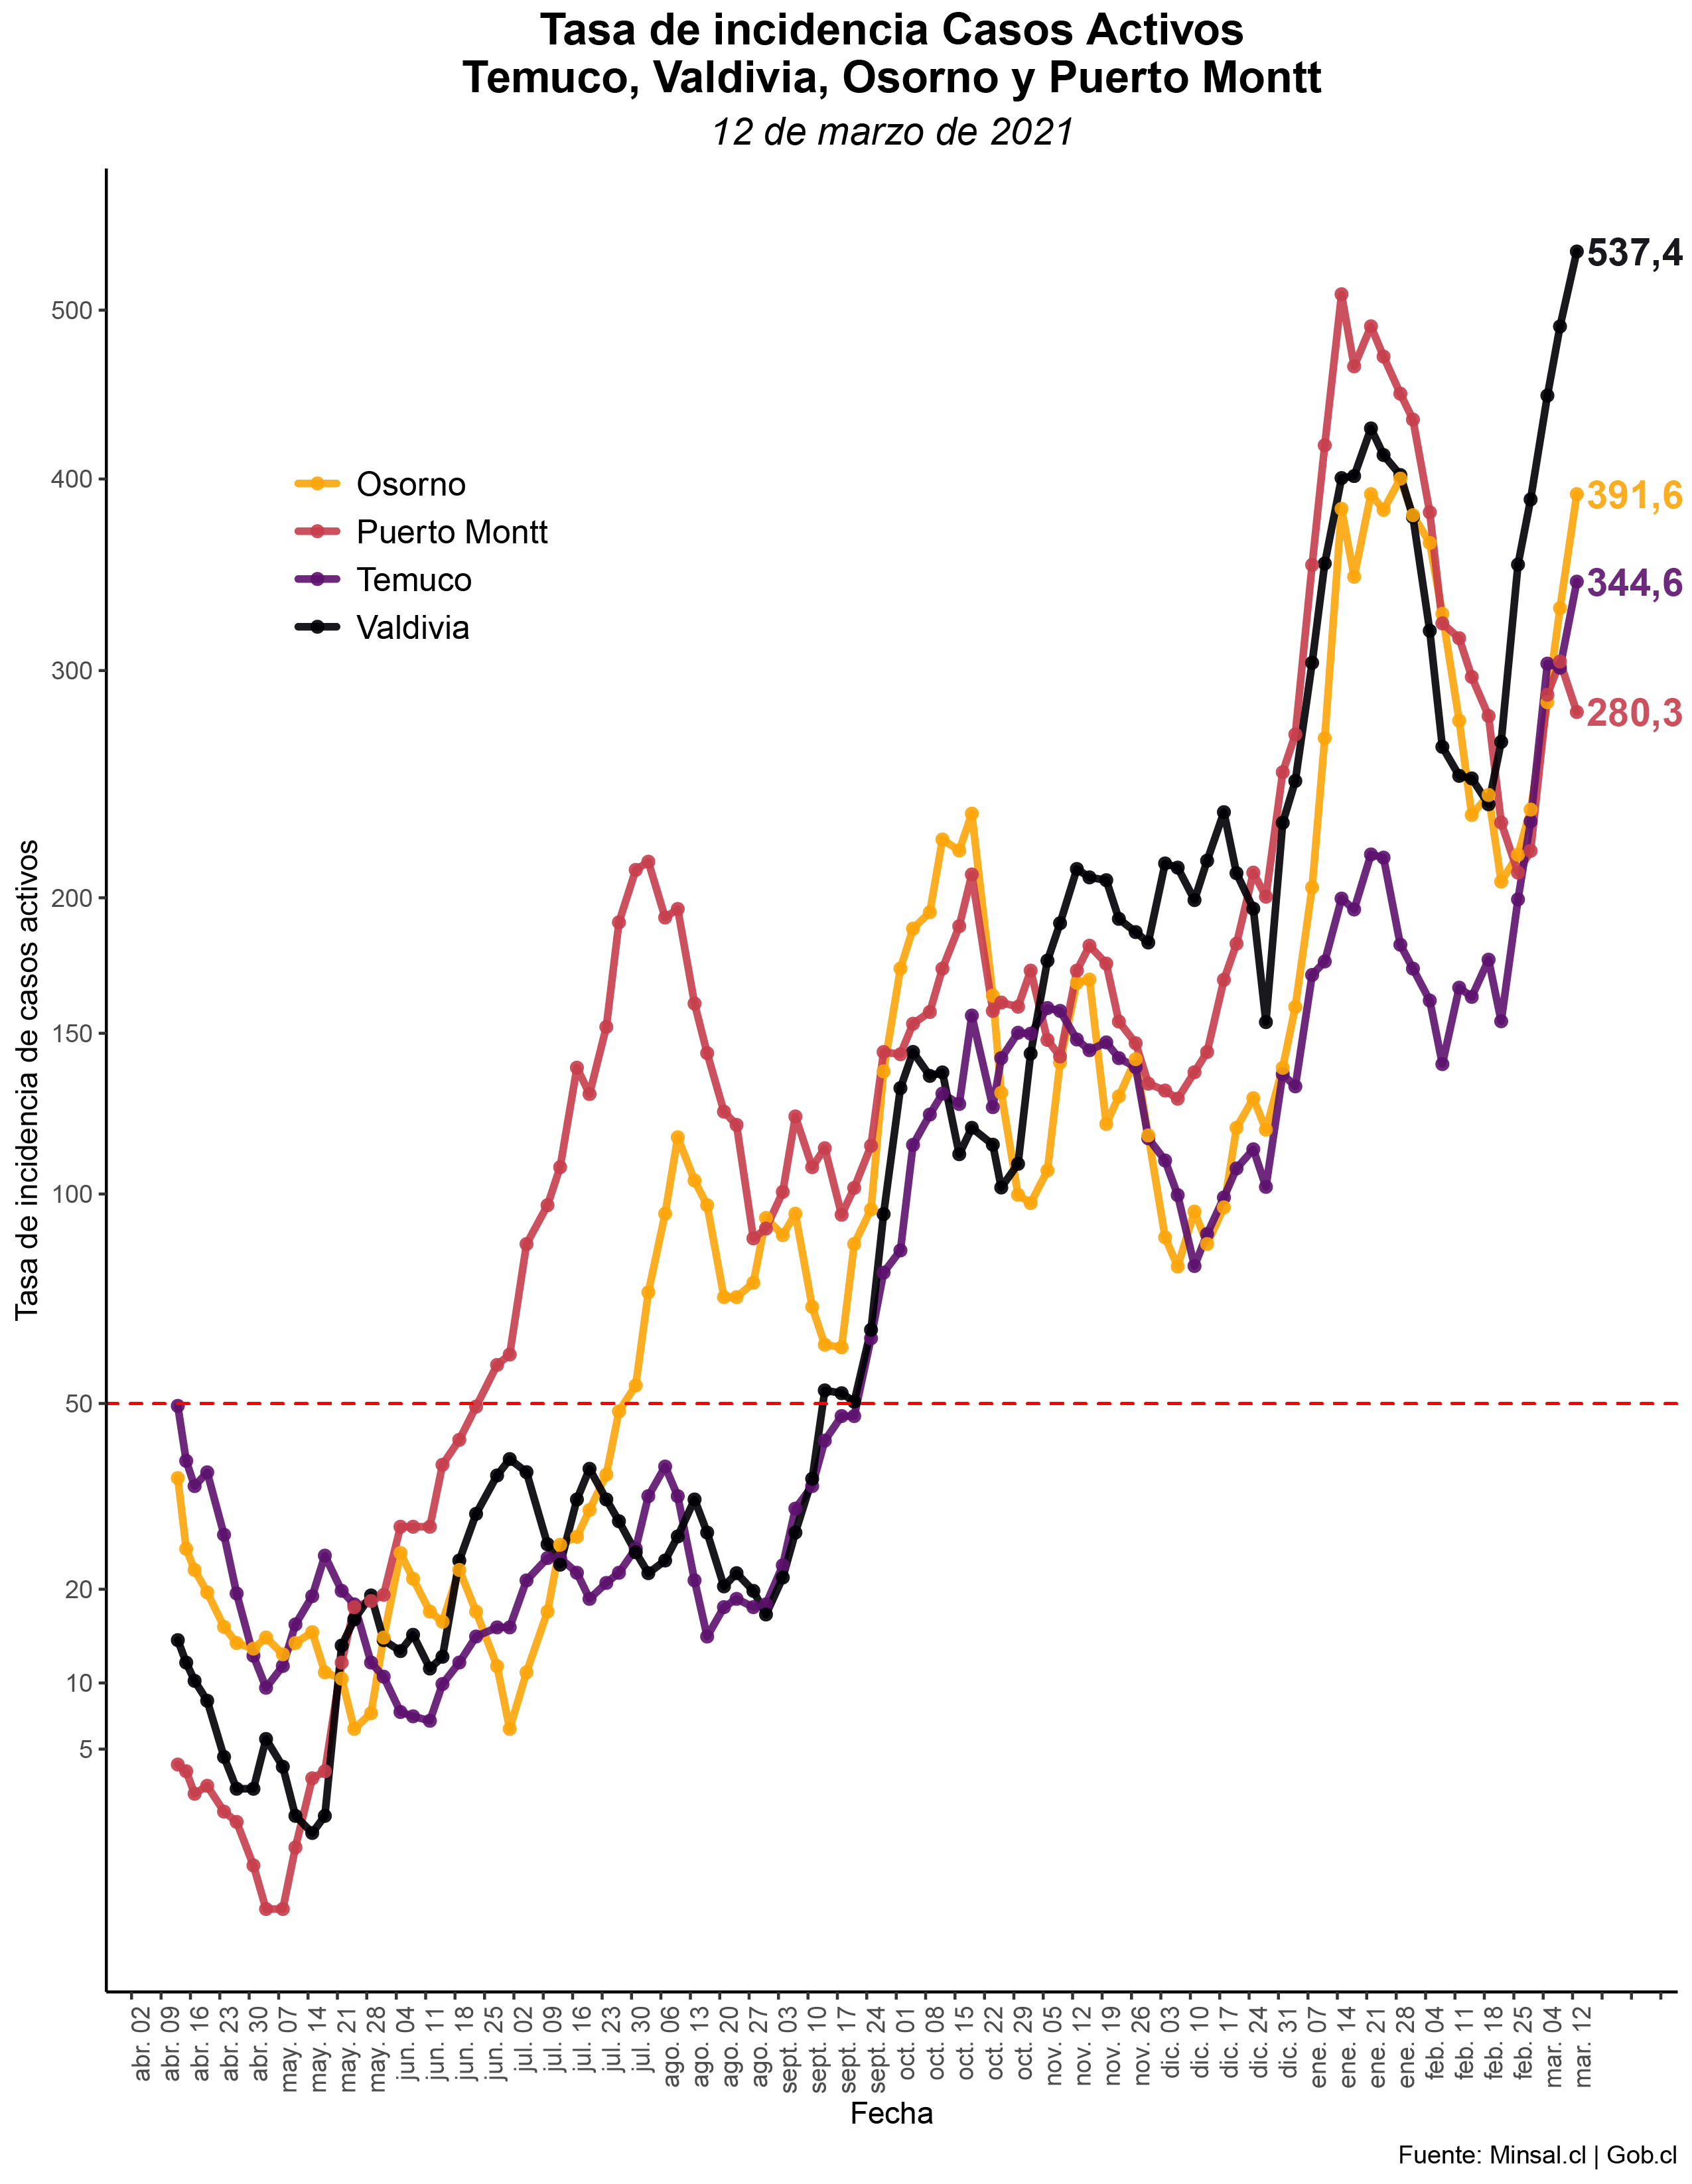 Tasa de incidencia Casos Activos
Temuco, Valdivia, Osorno y Puerto Montt
12 de marzo de 2021
Tasa de incidencia de casos activos
500
400
300
200
150
100
50
20
10
5
Osorno
Puerto Montt
Temuco
Valdivia
537,4
391,6
344,6
280,3
abr. 02
abr. 09
abr. 16
abr. 23
abr. 30
may. 07
may. 14
may. 21
may. 28
jun. 04
jun. 11
jun. 18
jun. 25
jul. 02
jul. 09
jul. 16
jul. 23
jul. 30
ago. 06
ago. 13
ago. 20
ago. 27
sept. 03
sept. 10
sept. 17
sept. 24
oct. 01
oct. 08
oct. 15
oct. 22
oct. 29
nov. 05
nov. 12
nov. 19
nov. 26
dic. 03
dic. 10
dic. 17
dic. 24
dic. 31
ene. 07
ene. 14
ene. 21
ene. 28
feb. 04
feb. 11
feb. 18
feb. 25
mar. 04
mar. 12
Fecha
Fuente: Minsal.cl | Gob.cl